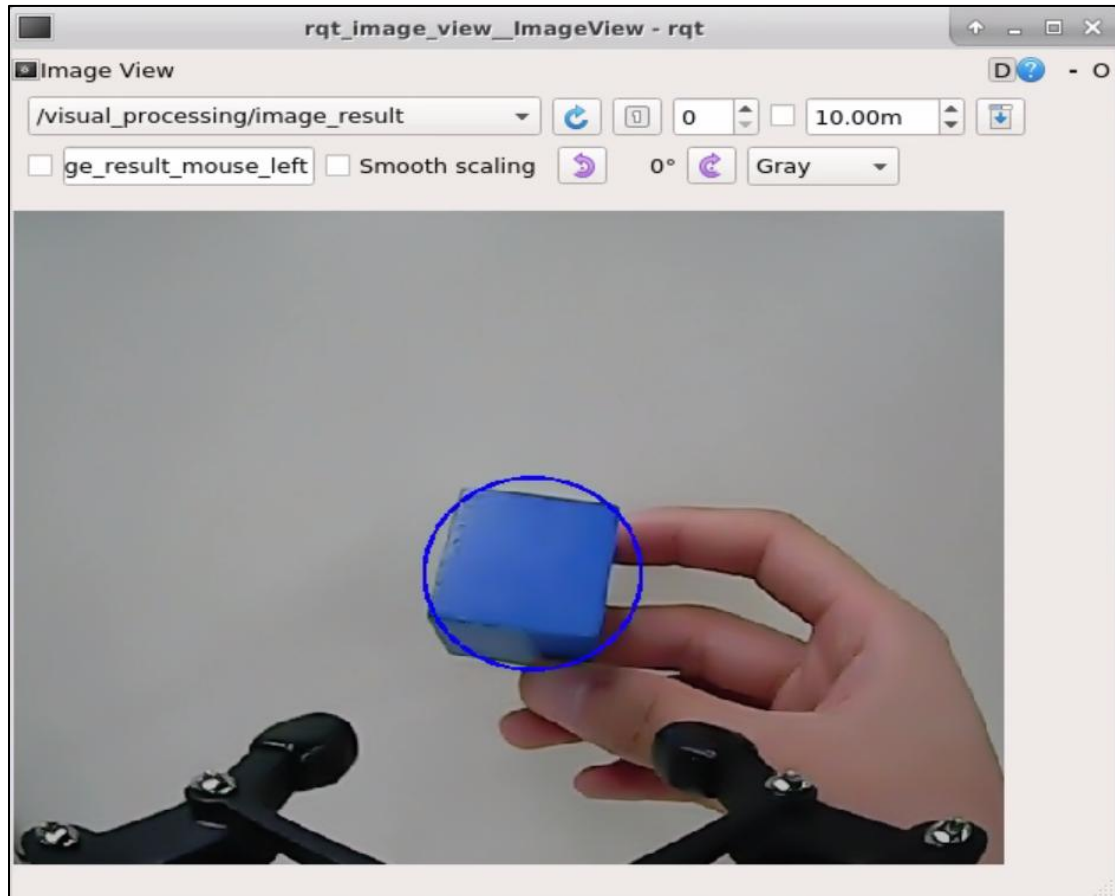 rqt_image_view__ImageView - rqt
Image View D ? - O
/visual_processing/image_result 0 10.00m
ge_result_mouse_left Smooth scaling 0° Gray